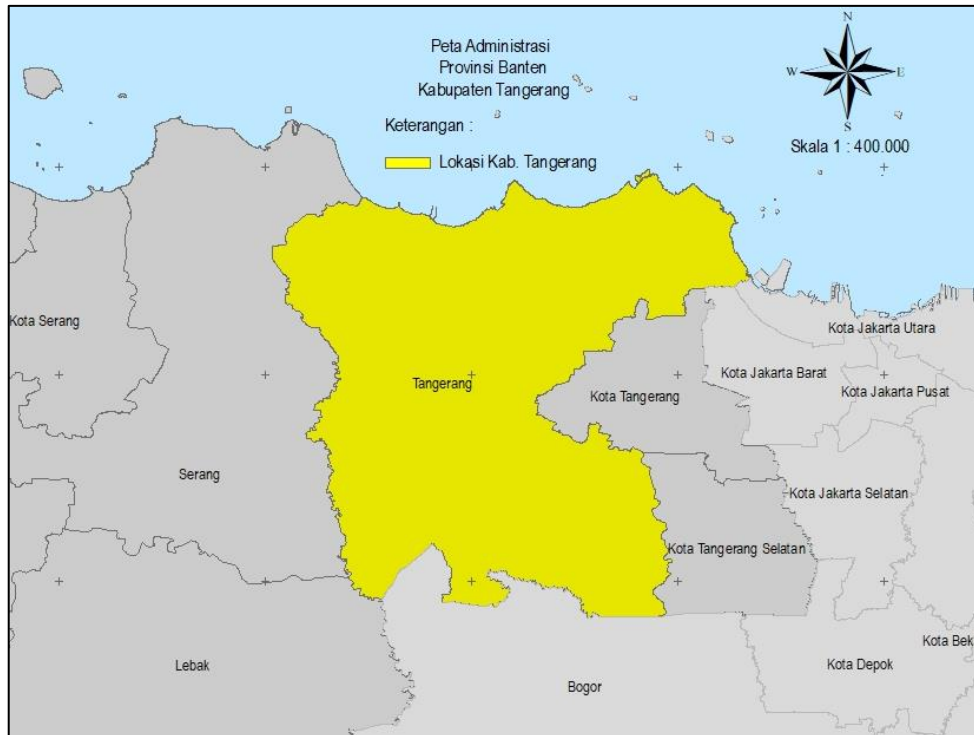 Peta Administrasi
Provinsi Banten
Kabupaten Tangerang
Keterangan :
Lokasi Kab. Tangerang
N
W
E
S
Skala 1 : 400.000
Kota Serang
Kota Jakarta Utara
Tangerang
Kota Tangerang
Kota Jakarta Barat
Kota Jakarta Pusat
Serang
Kota Jakarta Selatan
Kota Tangerang Selatan
Lebak
Bogor
Kota Depok
Kota Bek